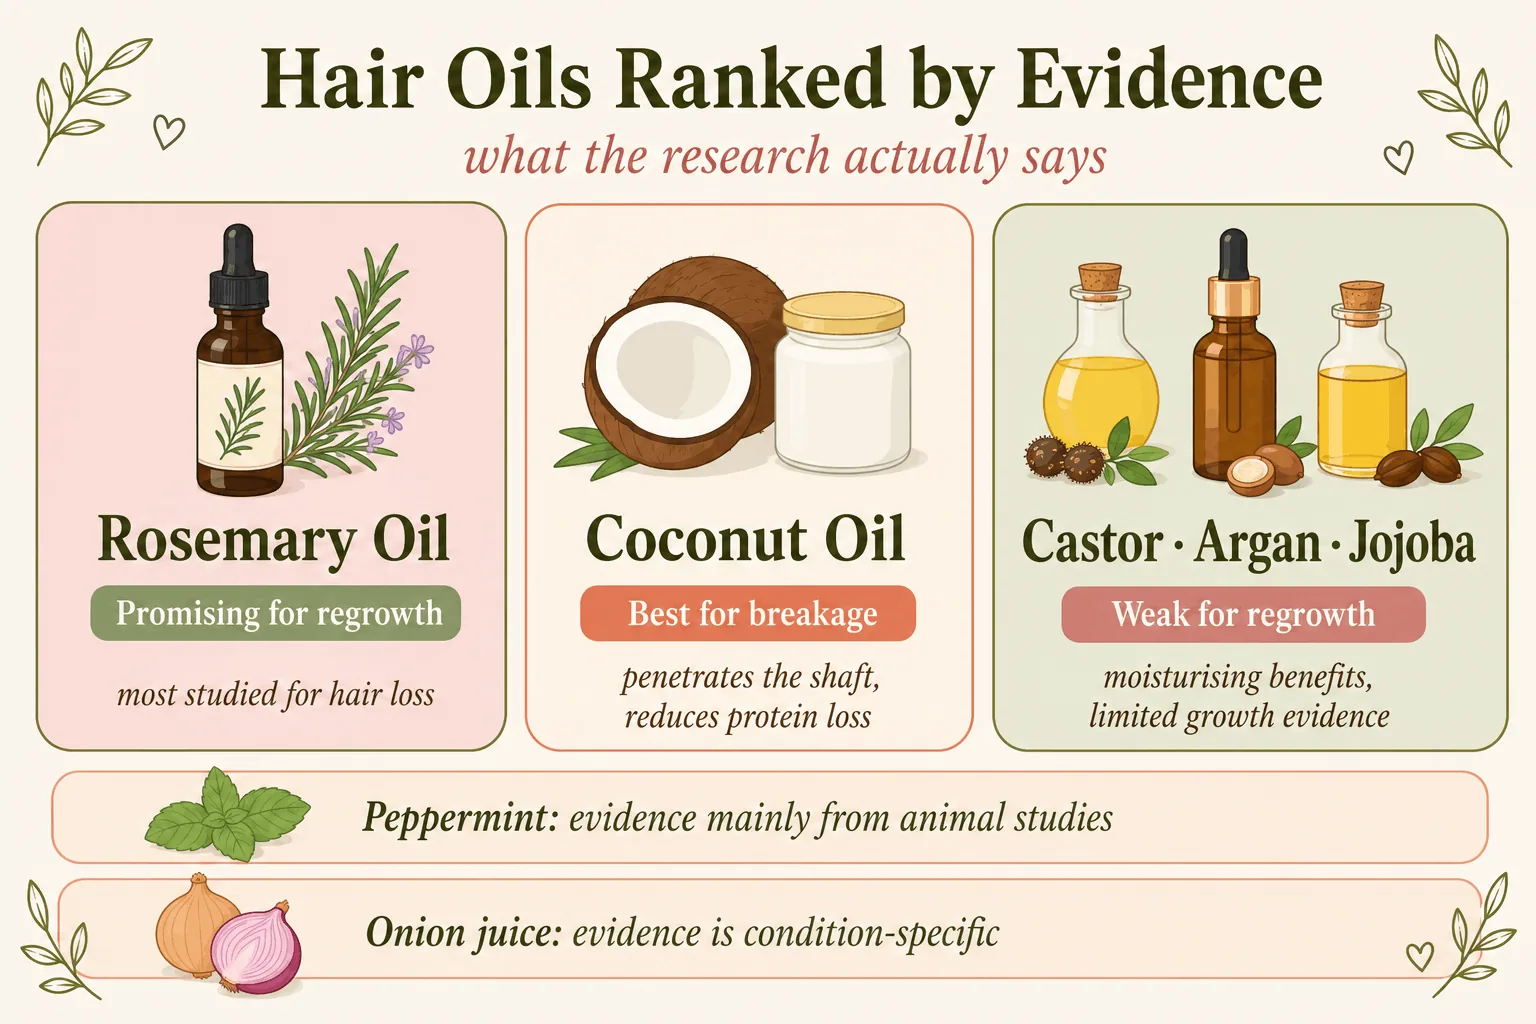 Hair Oils Ranked by Evidence
what the research actually says
Rosemary Oil
Promising for regrowth
most studied for hair loss
Coconut Oil
Best for breakage
penetrates the shaft,
reduces protein loss
Castor · Argan · Jojoba
Weak for regrowth
moisturising benefits,
limited growth evidence
Peppermint: evidence mainly from animal studies
Onion juice: evidence is condition-specific